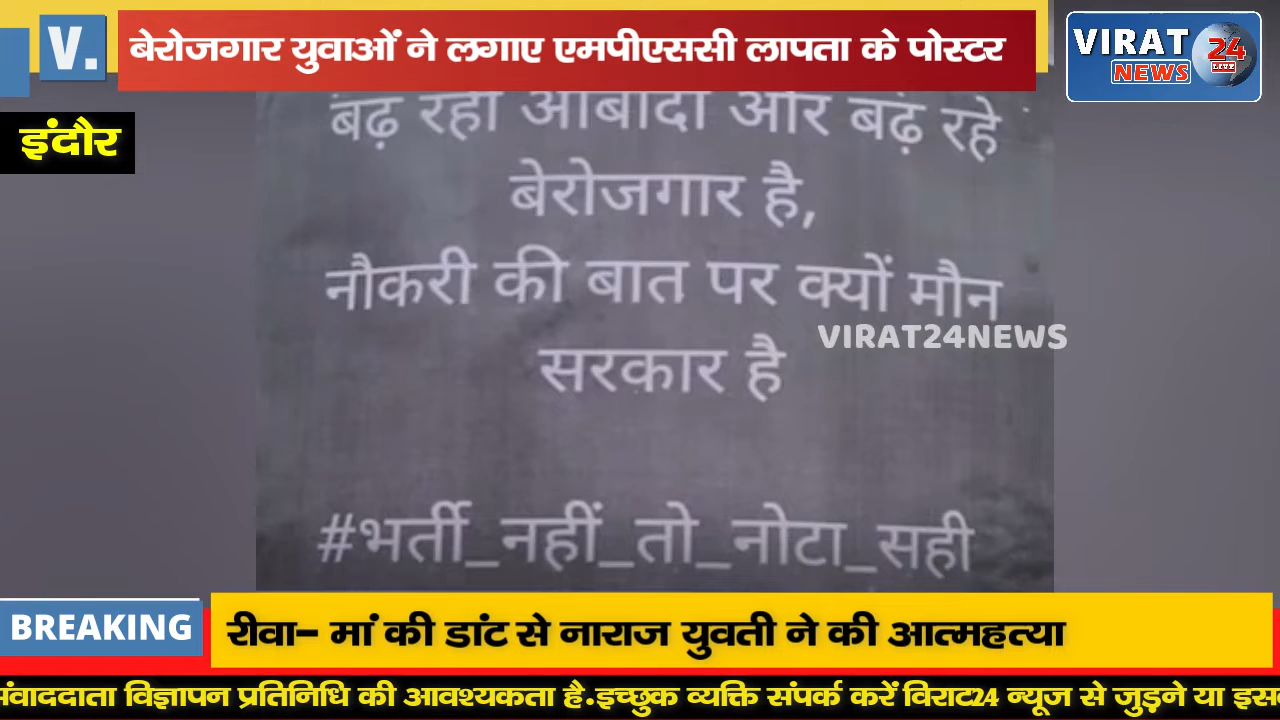 V.
बेरोजगार युवाओं ने लगाए एमपीएससी लापता के पोस्टर
VIRAT
24
LIVE
NEWS
इंदौर
बढ़ रही आबादी और बढ़ रहे
बेरोजगार है,
नौकरी की बात पर क्यों मौन
VIRAT24NEWS
सरकार है
#भर्ती_नहीं_तो_नोटा_सही
BREAKING
रीवा- मां की डांट से नाराज युवती ने की आत्महत्या
संवाददाता विज्ञापन प्रतिनिधि की आवश्यकता है.इच्छुक व्यक्ति संपर्क करें विराट24 न्यूज से जुड़ने या